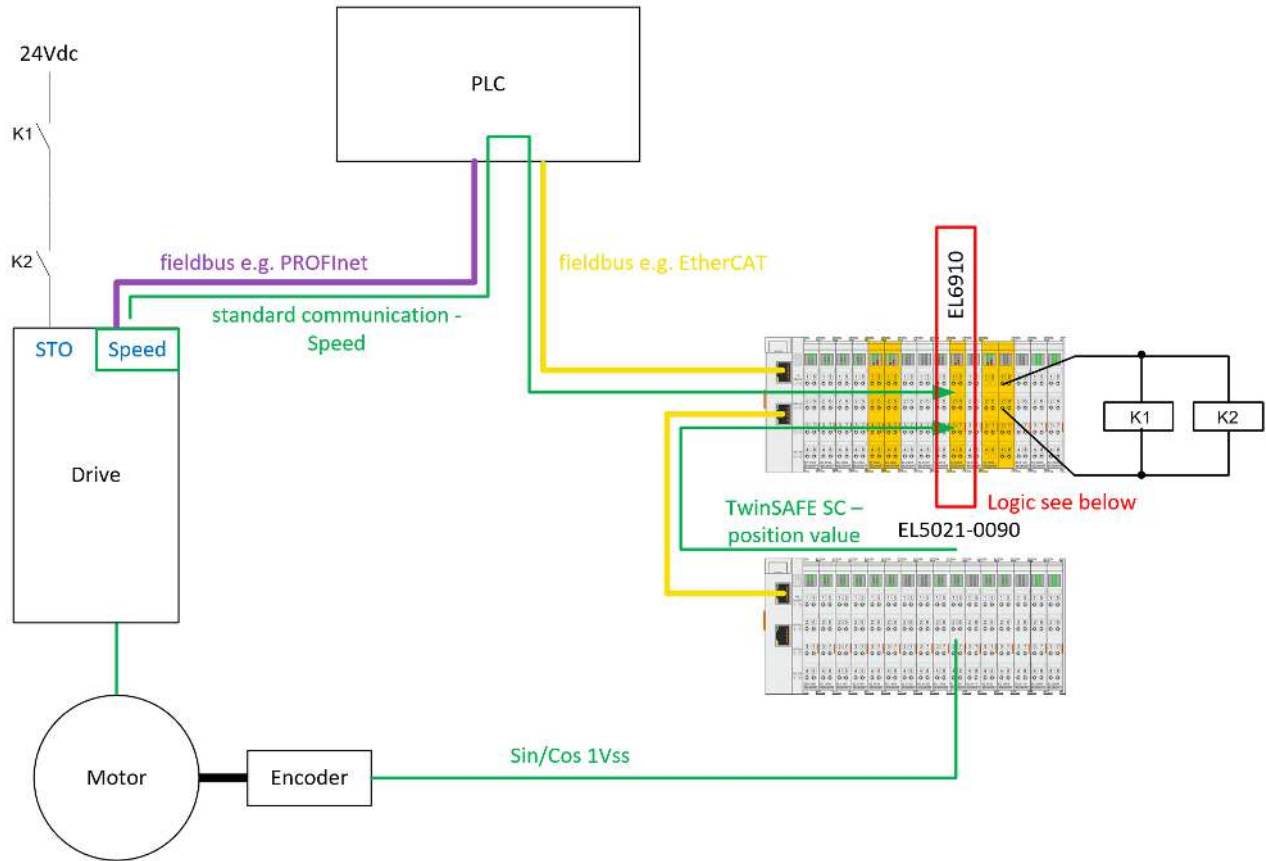 24Vdc
PLC
K1
K2
fieldbus e.g. PROFInet
fieldbus e.g. EtherCAT
standard communication -
Speed
EL6910
STO
Speed
K1
K2
Drive
Logic see below
TwinSAFE SC –
position value
EL5021-0090
Sin/Cos 1Vss
Motor
Encoder